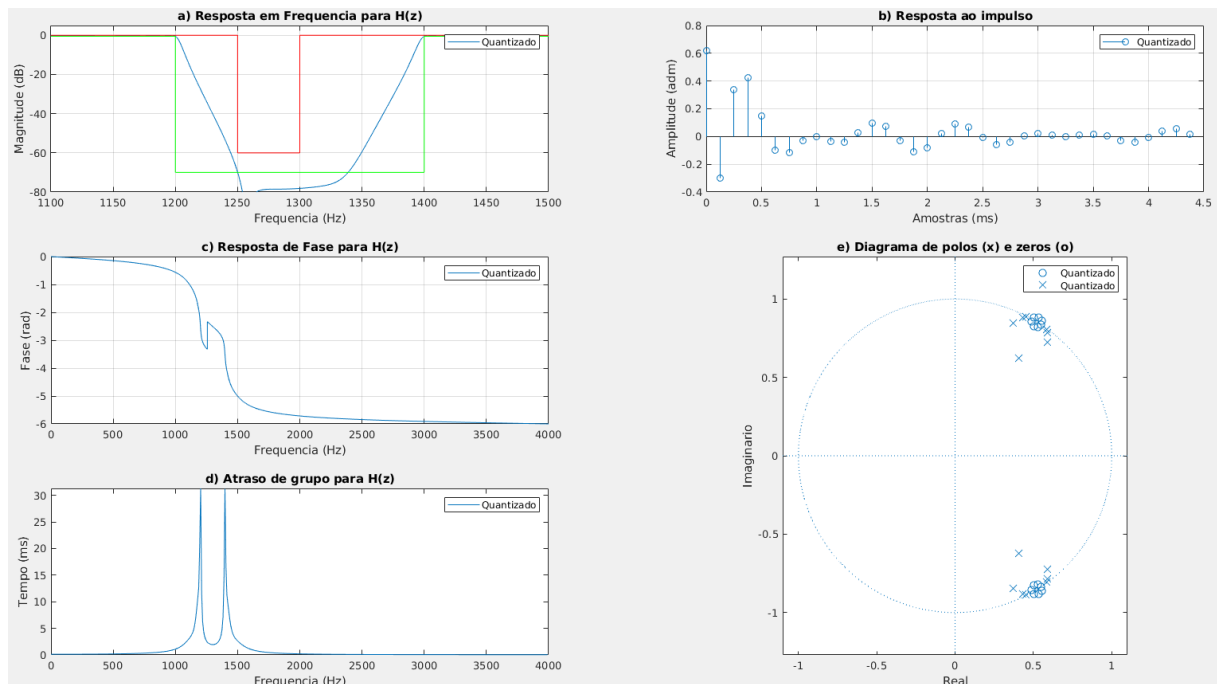 a) Resposta em Frequencia para H(z)
Quantizado
Magnitude (dB)
0
-20
-40
-60
-80
1100 1150 1200 1250 1300 1350 1400 1450 1500
Frequencia (Hz)
b) Resposta ao impulso
Quantizado
Amplitude (adm)
0.8
0.6
0.4
0.2
0
-0.2
-0.4
0 0.5 1 1.5 2 2.5 3 3.5 4 4.5
Amostras (ms)
c) Resposta de Fase para H(z)
Quantizado
Fase (rad)
0
-1
-2
-3
-4
-5
-6
0 500 1000 1500 2000 2500 3000 3500 4000
Frequencia (Hz)
d) Atraso de grupo para H(z)
Quantizado
Tempo (ms)
30
25
20
15
10
5
0
0 500 1000 1500 2000 2500 3000 3500 4000
Frequencia (Hz)
e) Diagrama de polos (x) e zeros (o)
Quantizado
Quantizado
Imaginario
1
0.5
0
-0.5
-1
-1 -0.5 0 0.5 1
Real